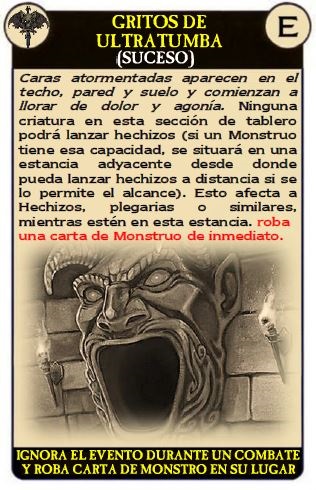 GRITOS DE
ULTRATUMBA
(SUCESO)
E
Caras atormentadas aparecen en el
techo, pared y suelo y comienzan a
llorar de dolor y agonía. Ninguna
criatura en esta sección de tablero
podrá lanzar hechizos (si un Monstruo
tiene esa capacidad, se situará en una
estancia adyacente desde donde
pueda lanzar hechizos a distancia si se
lo permite el alcance). Esto afecta a
Hechizos, plegarias o similares,
mientras estén en esta estancia. roba
una carta de Monstruo de inmediato.
IGNORA EL EVENTO DURANTE UN COMBATE
Y ROBA CARTA DE MONSTRO EN SU LUGAR